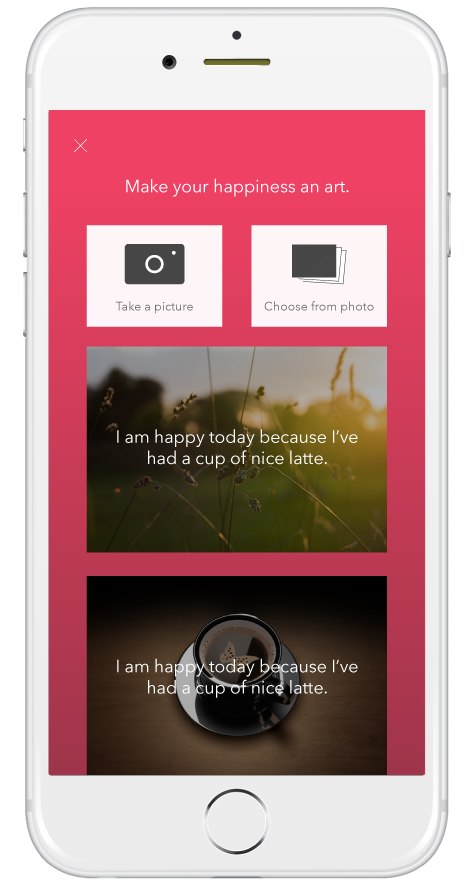 Make your happiness an art.
Take a picture
Choose from photo
I am happy today because I’ve
had a cup of nice latte.
I am happy today because I’ve
had a cup of nice latte.